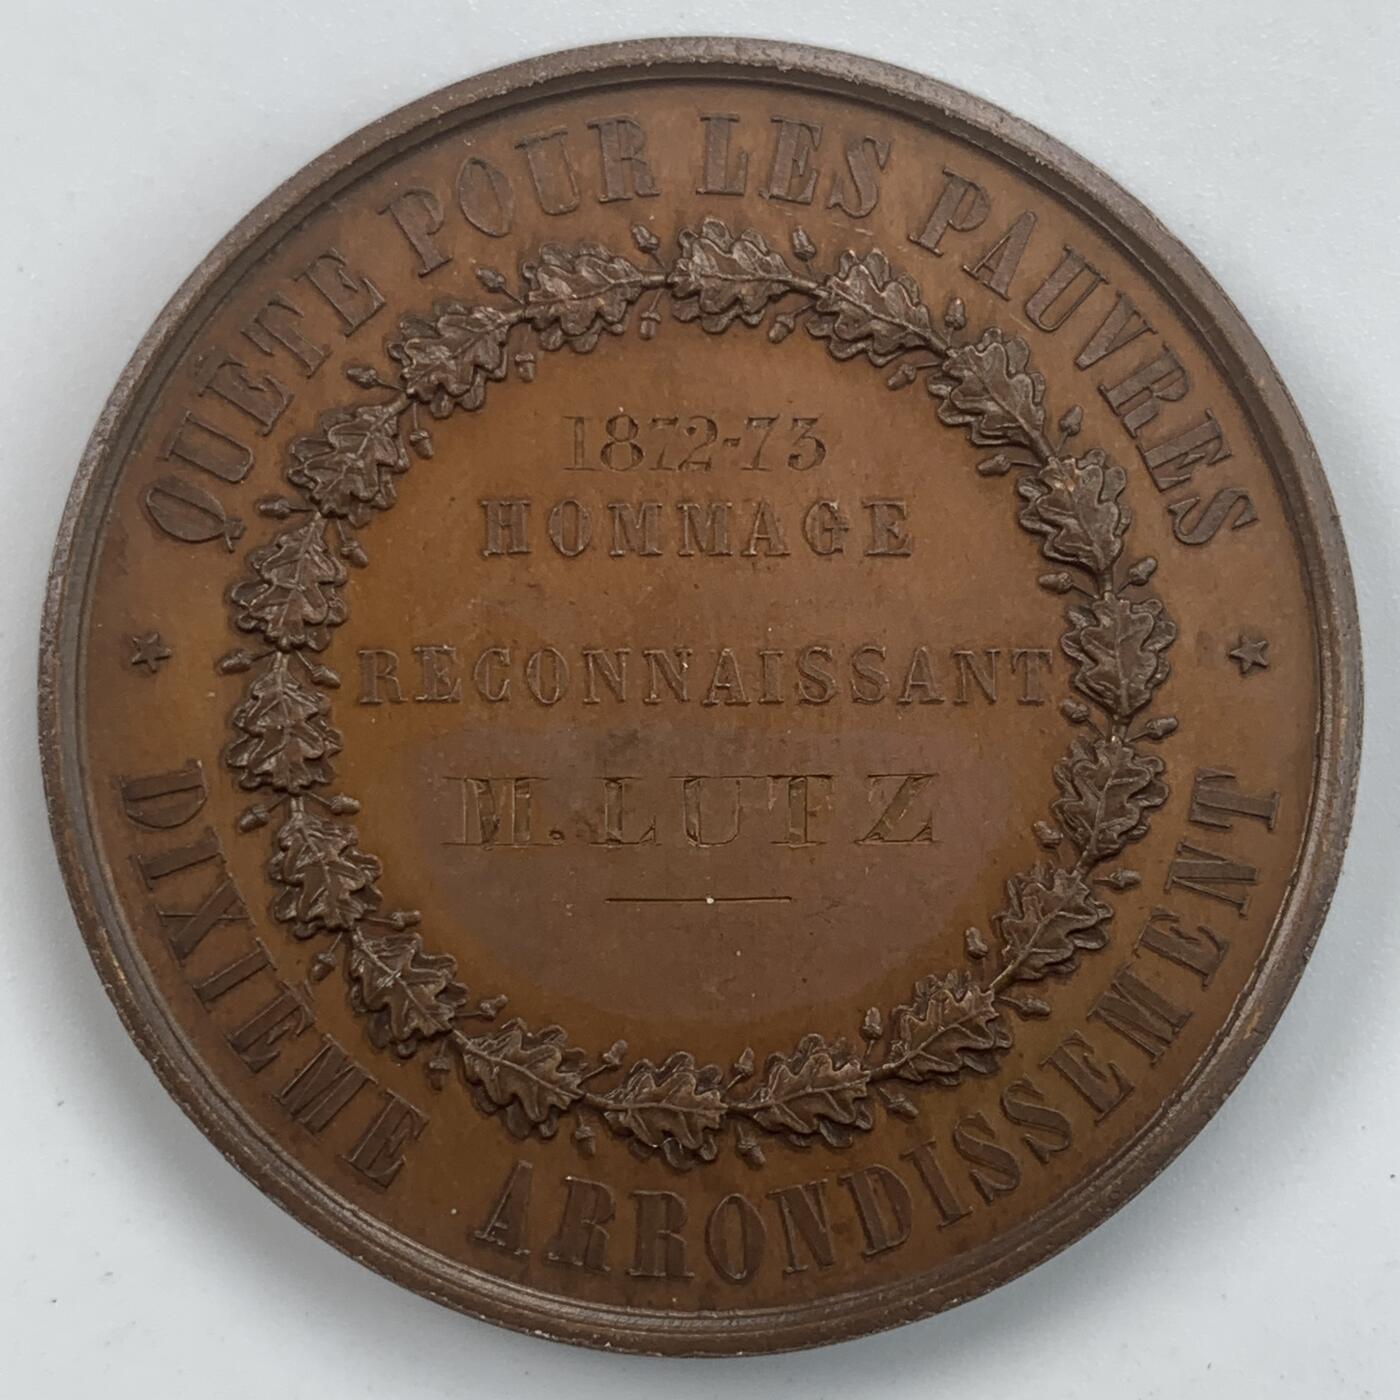 QUÊTE POUR LES PAUVRES
1872-73
HOMMAGE
RECONNAISSANT
M. LUTZ
DIXIÈME ARRONDISSEMENT